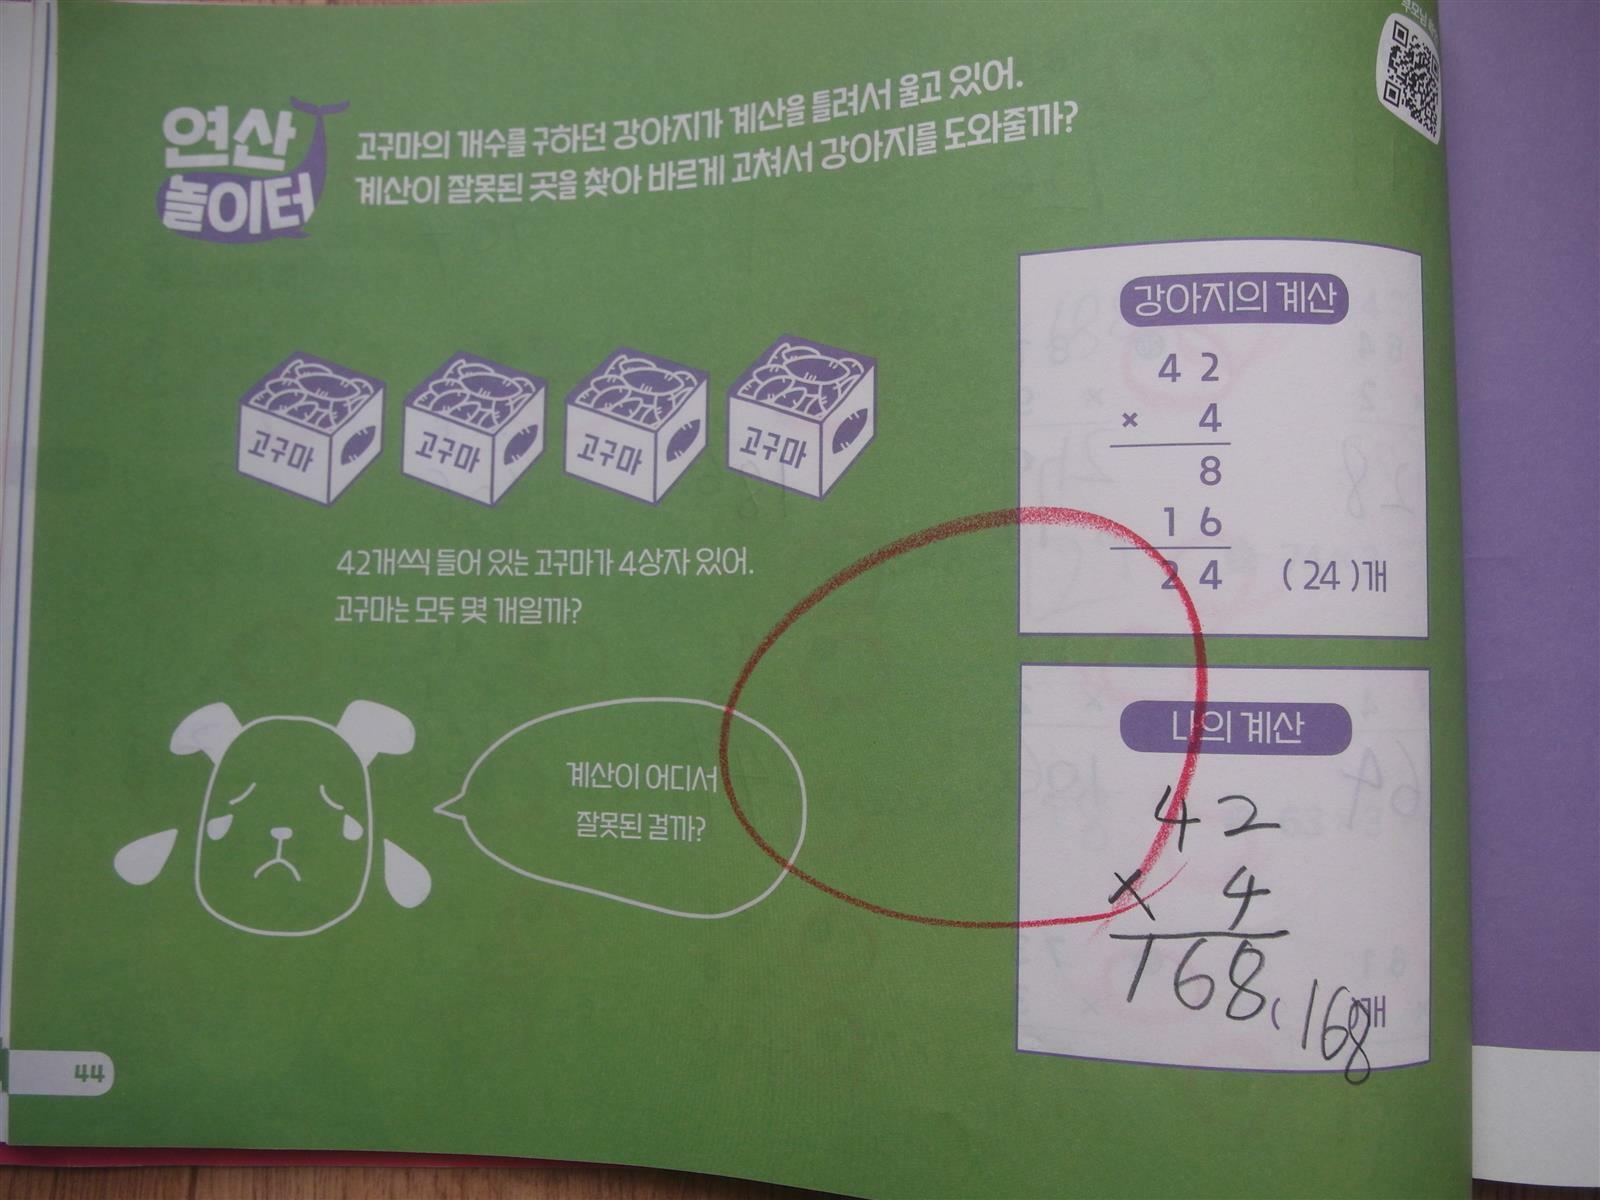 연산
놀이터
고구마의 개수를 구하던 강아지가 계산을 틀려서 울고 있어.
계산이 잘못된 곳을 찾아 바르게 고쳐서 강아지를 도와줄까?
고구마 고구마 고구마 고구마
42개씩 들어 있는 고구마가 4상자 있어.
고구마는 모두 몇 개일까?
계산이 어디서
잘못된 걸까?
강아지의 계산
4 2
× 4
8
1 6
2 4 ( 24 )개
나의 계산
4 2
× 4
168
( 168 )개
44